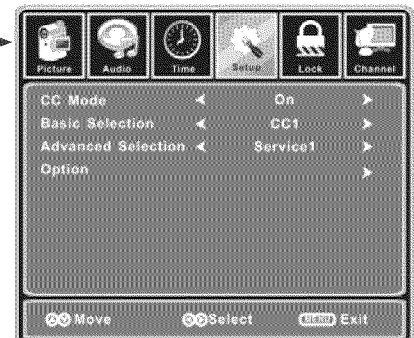 Picture Audio Time Setup Lock Channel
CC Mode On
Basic Selection CC1
Advanced Selection Service1
Option
Move Select MENU Exit